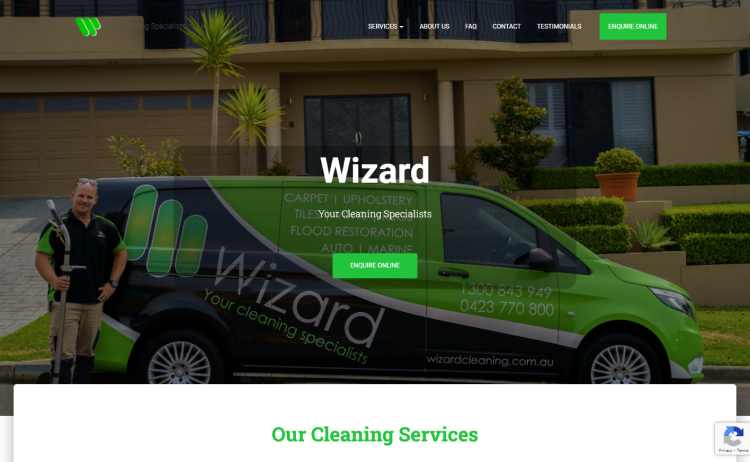 ng Specialists
SERVICES
ABOUT US
FAQ
CONTACT
TESTIMONIALS
ENQUIRE ONLINE
Wizard
Your Cleaning Specialists
ENQUIRE ONLINE
CARPET | UPHOLSTERY
FLOOD RESTORATION
AUTO | MARINE
Wizard
Your cleaning specialists
1300 843 949
0423 770 800
wizardcleaning.com.au
Our Cleaning Services
Privacy - Terms